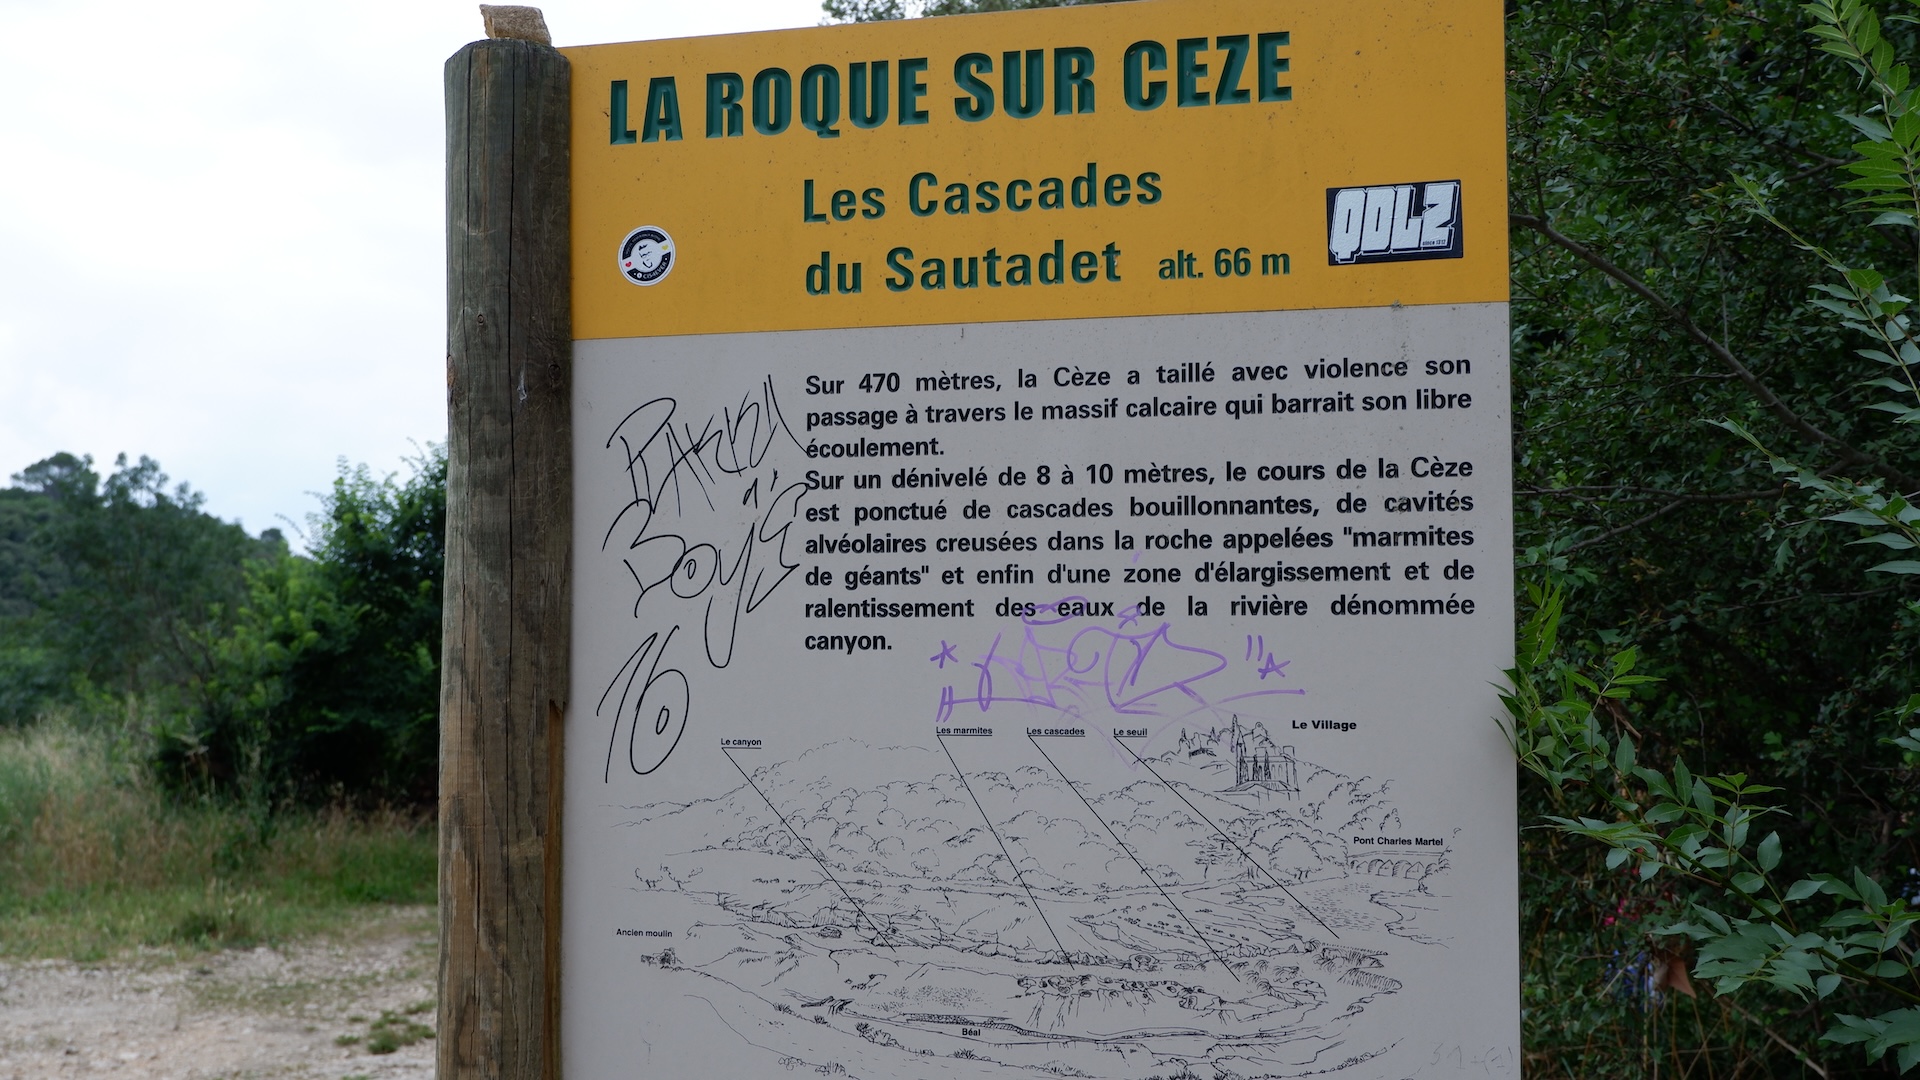 LA ROQUE SUR CEZE
Les Cascades
du Sautadet alt. 66 m
QDLZ
Sur 470 mètres, la Cèze a taillé avec violence son
passage à travers le massif calcaire qui barrait son libre
écoulement.
Sur un dénivelé de 8 à 10 mètres, le cours de la Cèze
est ponctué de cascades bouillonnantes, de cavités
alvéolaires creusées dans la roche appelées "marmites
de géants" et enfin d'une zone d'élargissement et de
ralentissement des eaux de la rivière dénommée
canyon.
Boys
16
Le canyon
Les marmites
Les cascades
Le seuil
Le Village
Pont Charles Martel
Ancien moulin
Béal